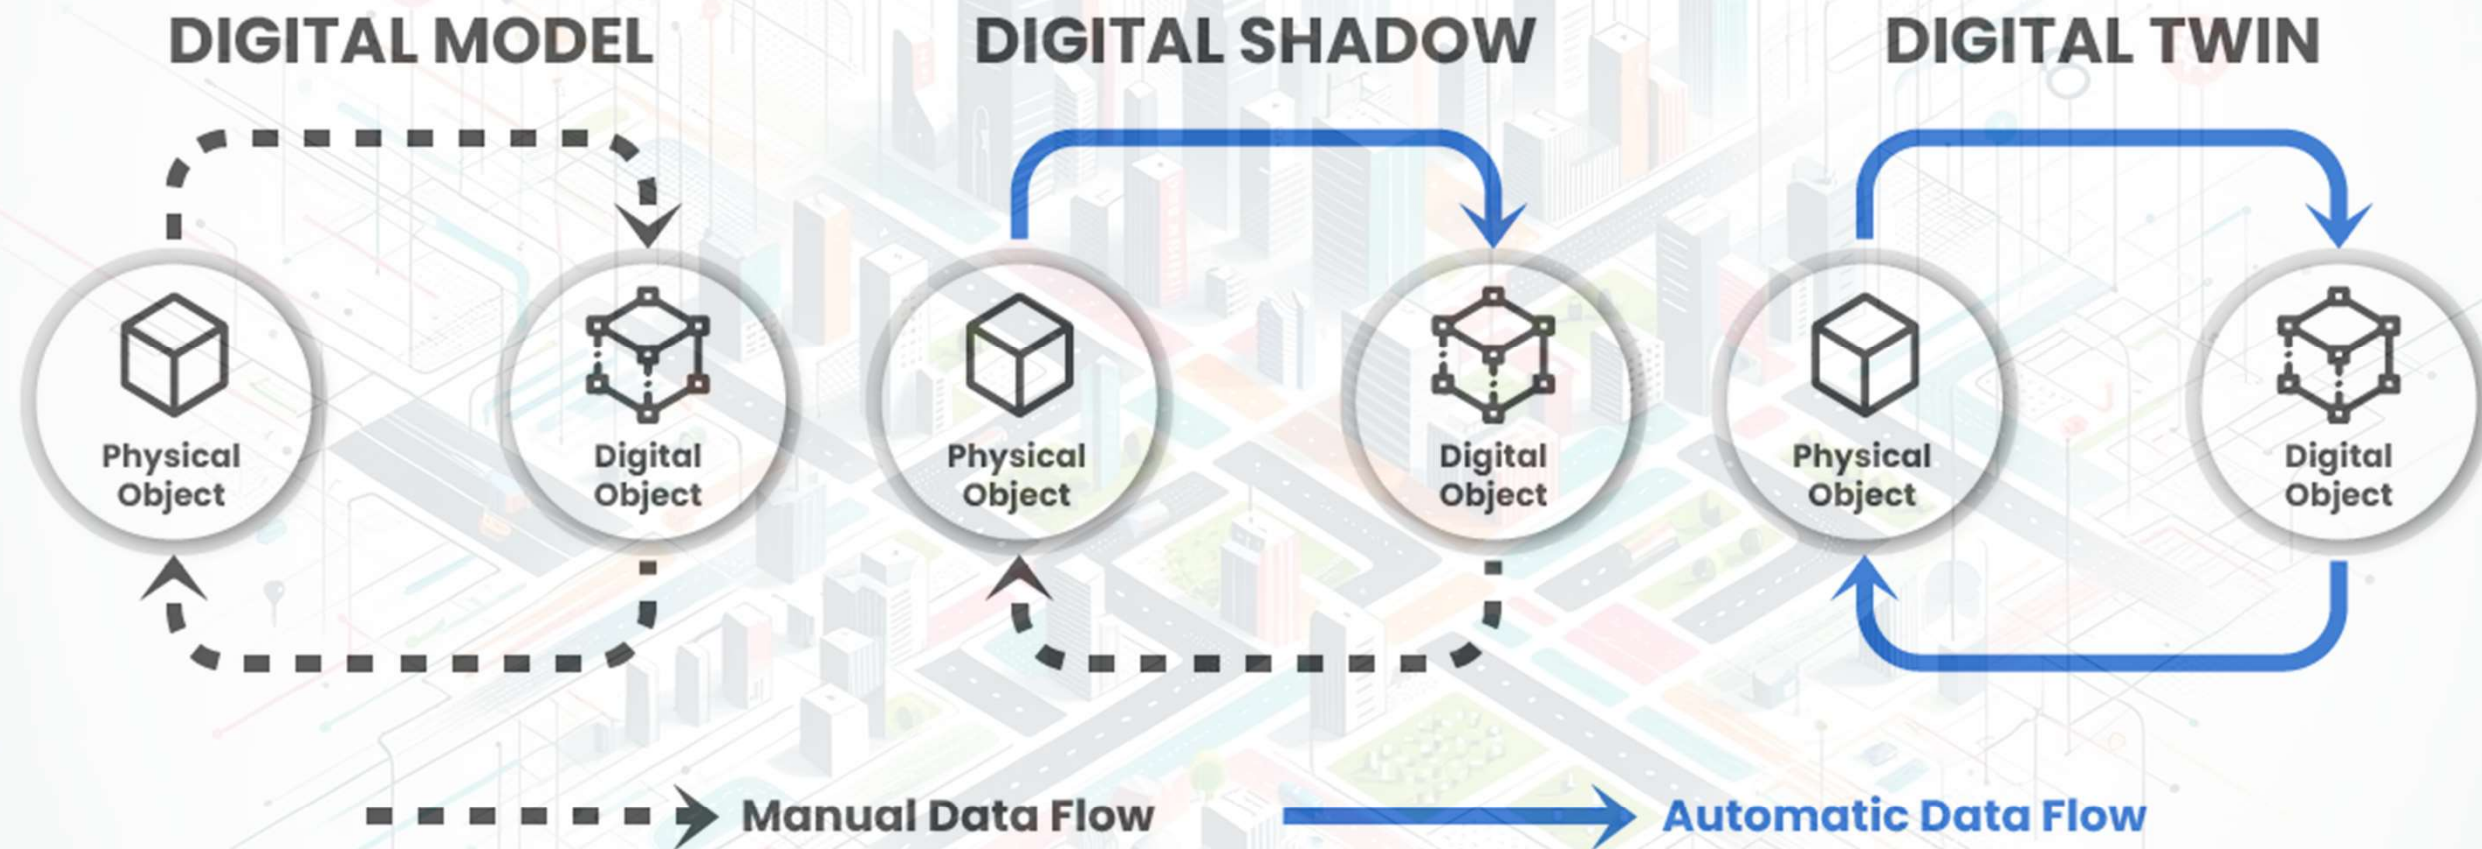 DIGITAL MODEL
DIGITAL SHADOW
DIGITAL TWIN
Physical
Object
Digital
Object
Physical
Object
Digital
Object
Physical
Object
Digital
Object
Manual Data Flow
Automatic Data Flow